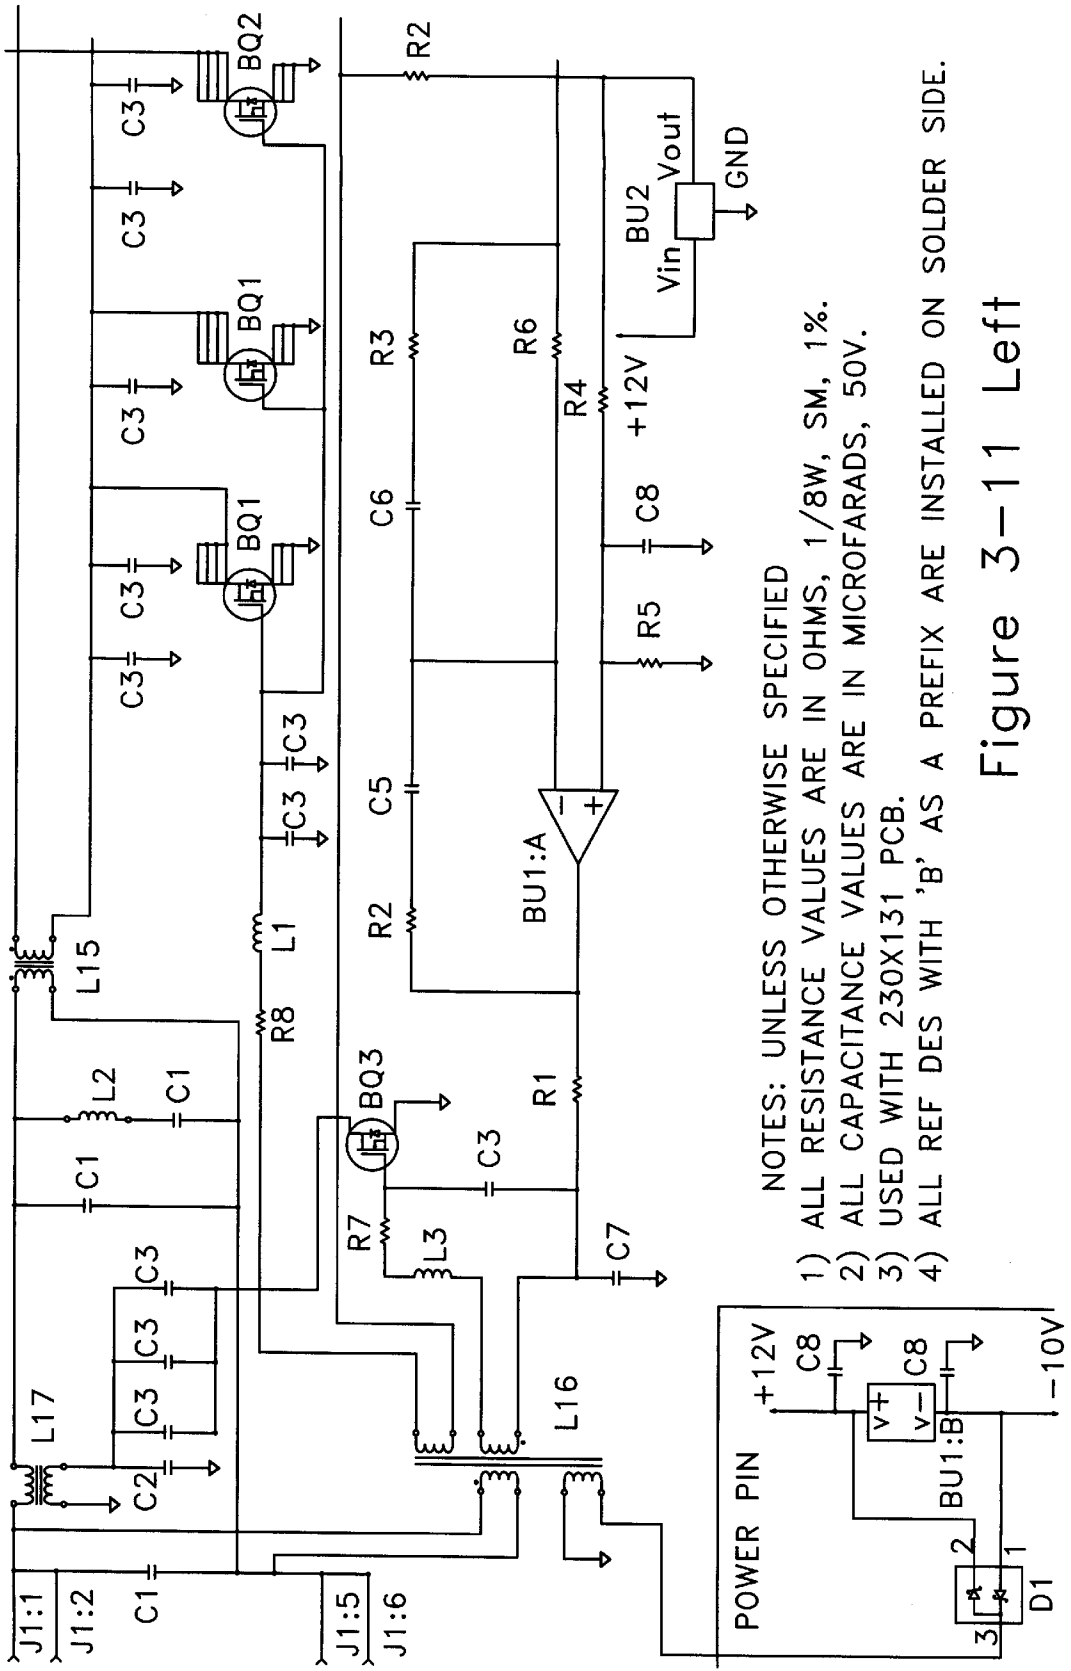 J1:1
J1:2
C1
J1:5
J1:6
L17
C2
C3
C3
C3
C1
L2
C1
L15
C3
C3
C3
C3
C3
BQ1
BQ1
BQ2
R8
L1
C3
C3
L16
R7
L3
BQ3
C3
C7
R1
R2
C5
C6
R3
BU1:A
-
+
R6
R4
R5
C8
R2
+12V
Vin
BU2
Vout
GND
POWER PIN
+12V
C8
V+
V-
C8
BU1:B
-10V
2
1
3
D1
NOTES: UNLESS OTHERWISE SPECIFIED
1) ALL RESISTANCE VALUES ARE IN OHMS, 1/8W, SM, 1%.
2) ALL CAPACITANCE VALUES ARE IN MICROFARADS, 50V.
3) USED WITH 230X131 PCB.
4) ALL REF DES WITH 'B' AS A PREFIX ARE INSTALLED ON SOLDER SIDE.
Figure 3-11 Left